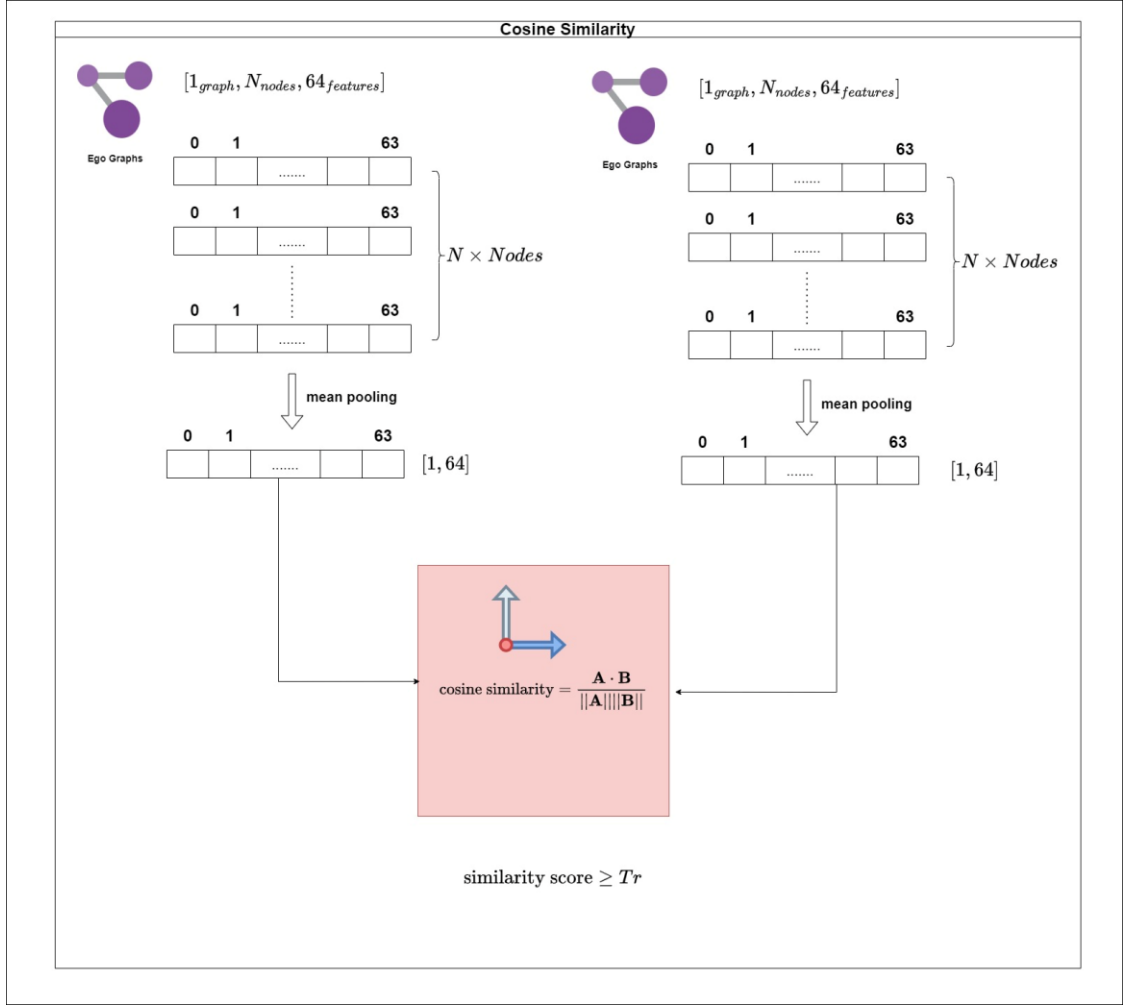 Cosine Similarity
[1_{graph}, N_{nodes}, 64_{features}]
Ego Graphs
0 1 63
.......
0 1 63
.......
N × Nodes
0 1 63
.......
mean pooling
0 1 63
.......
[1, 64]
[1_{graph}, N_{nodes}, 64_{features}]
Ego Graphs
0 1 63
.......
0 1 63
.......
N × Nodes
0 1 63
.......
mean pooling
0 1 63
.......
[1, 64]
cosine similarity = \frac{A · B}{||A||||B||}
similarity score ≥ Tr